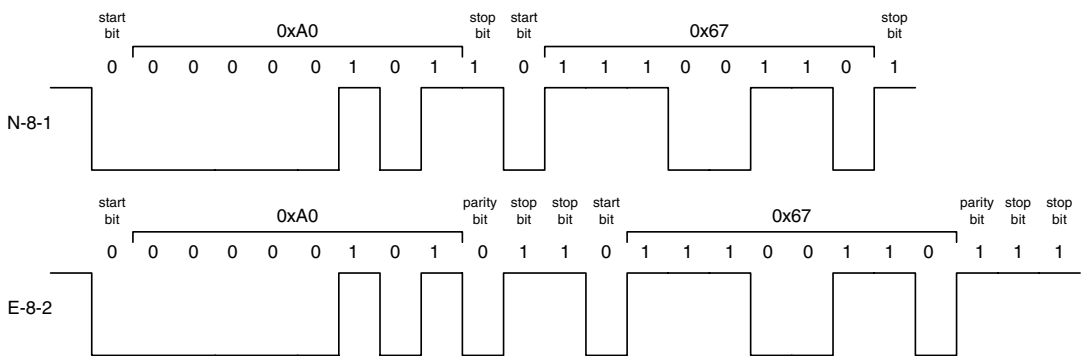 start stop start stop
bit 0xA0 bit bit 0x67 bit
0 0 0 0 0 0 1 0 1 1 0 1 1 1 0 0 1 1 0 1
N-8-1
start parity stop stop start parity stop stop
bit 0xA0 bit bit bit bit 0x67 bit bit bit
0 0 0 0 0 0 1 0 1 0 1 1 0 1 1 1 0 0 1 1 0 1 1 1
E-8-2